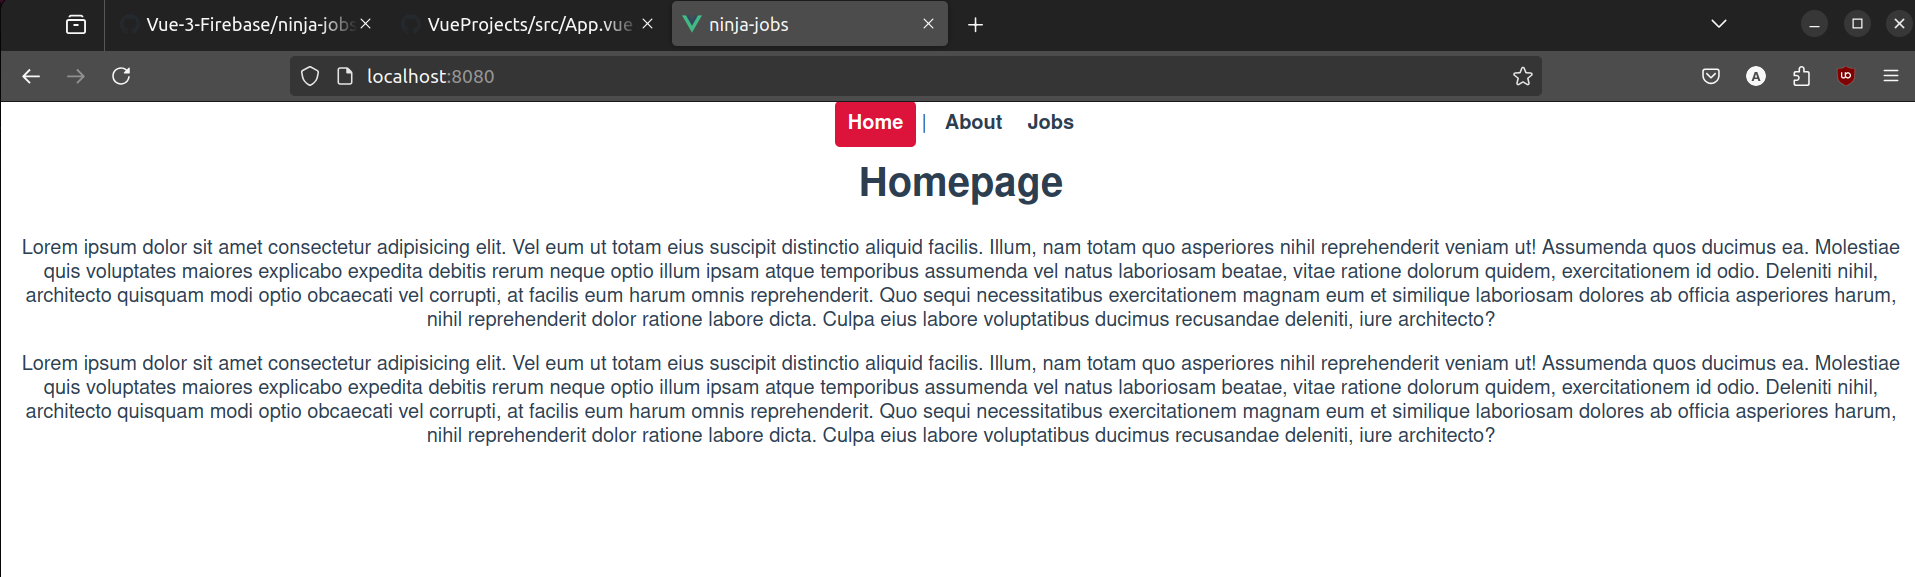 Vue-3-Firebase/ninja-jobs
VueProjects/src/App.vue
ninja-jobs
localhost:8080
Home | About Jobs
Homepage
Lorem ipsum dolor sit amet consectetur adipisicing elit. Vel eum ut totam eius suscipit distinctio aliquid facilis. Illum, nam totam quo asperiores nihil reprehenderit veniam ut! Assumenda quos ducimus ea. Molestiae
quis voluptates maiores explicabo expedita debitis rerum neque optio illum ipsam atque temporibus assumenda vel natus laboriosam beatae, vitae ratione dolorum quidem, exercitationem id odio. Deleniti nihil,
architecto quisquam modi optio obcaecati vel corrupti, at facilis eum harum omnis reprehenderit. Quo sequi necessitatibus exercitationem magnam eum et similique laboriosam dolores ab officia asperiores harum,
nihil reprehenderit dolor ratione labore dicta. Culpa eius labore voluptatibus ducimus recusandae deleniti, iure architecto?
Lorem ipsum dolor sit amet consectetur adipisicing elit. Vel eum ut totam eius suscipit distinctio aliquid facilis. Illum, nam totam quo asperiores nihil reprehenderit veniam ut! Assumenda quos ducimus ea. Molestiae
quis voluptates maiores explicabo expedita debitis rerum neque optio illum ipsam atque temporibus assumenda vel natus laboriosam beatae, vitae ratione dolorum quidem, exercitationem id odio. Deleniti nihil,
architecto quisquam modi optio obcaecati vel corrupti, at facilis eum harum omnis reprehenderit. Quo sequi necessitatibus exercitationem magnam eum et similique laboriosam dolores ab officia asperiores harum,
nihil reprehenderit dolor ratione labore dicta. Culpa eius labore voluptatibus ducimus recusandae deleniti, iure architecto?